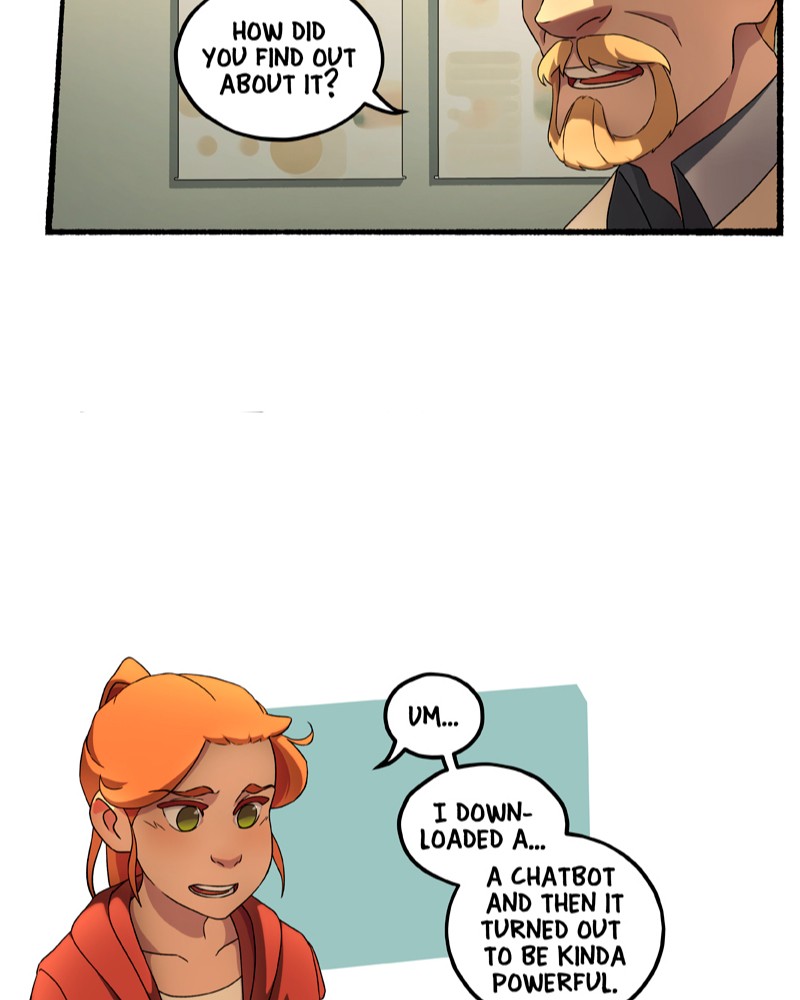 HOW DID
YOU FIND OUT
ABOUT IT?
UM...
I DOWN-
LOADED A...
A CHATBOT
AND THEN IT
TURNED OUT
TO BE KINDA
POWERFUL.